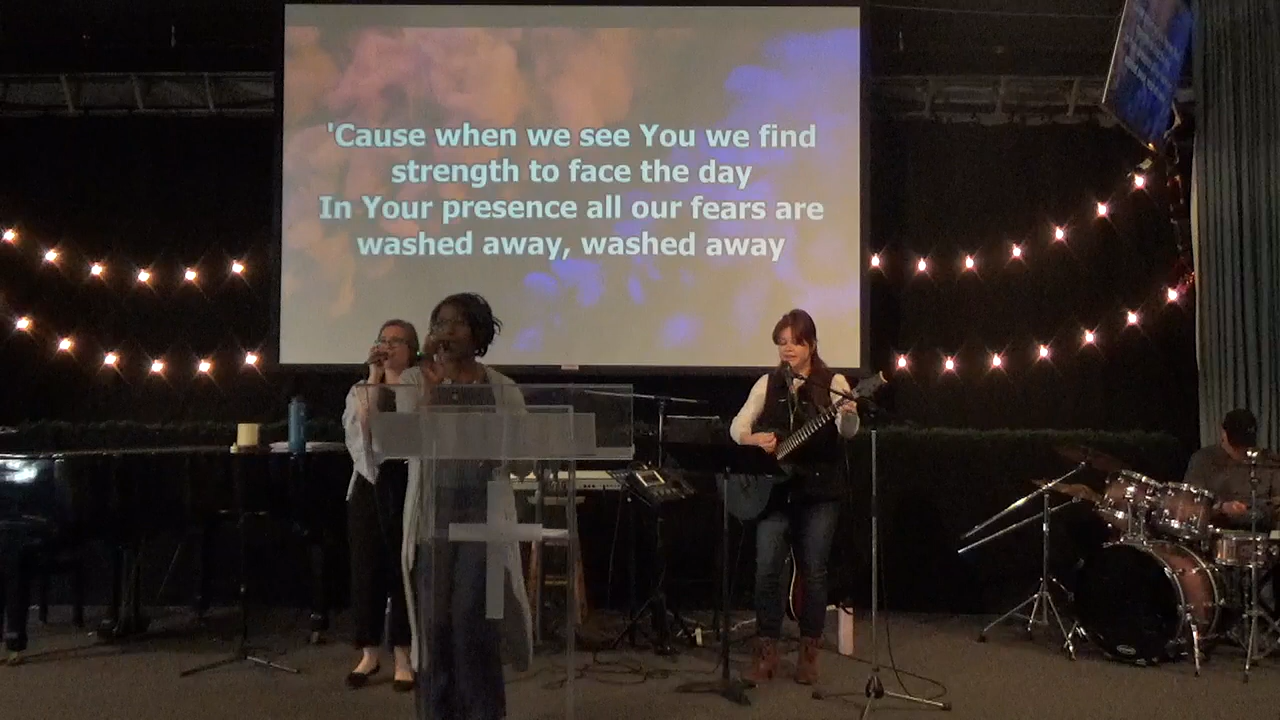 'Cause when we see You we find
strength to face the day
In Your presence all our fears are
washed away, washed away